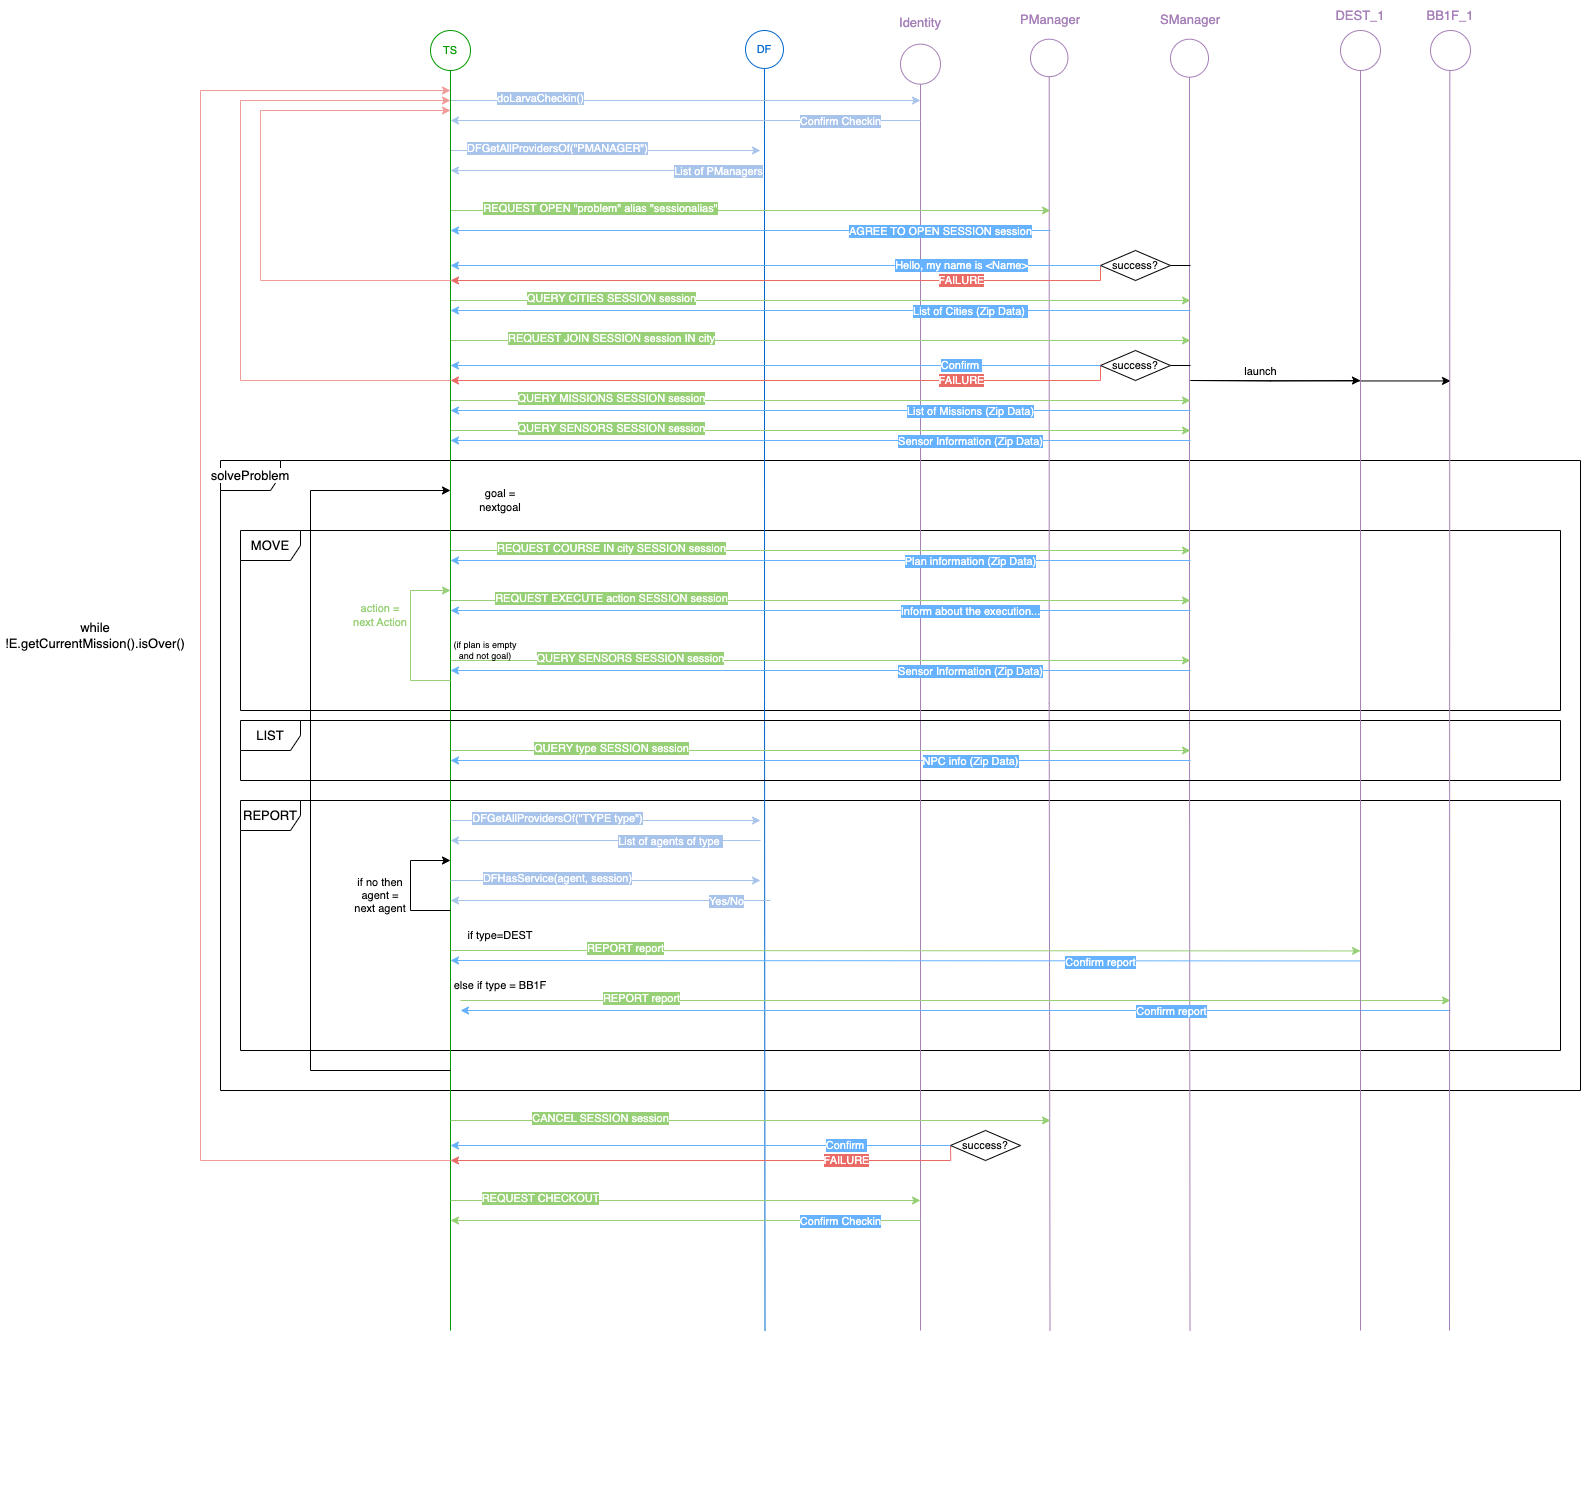 Identity
PManager
SManager
DEST_1
BB1F_1
TS
DF
doLarvaCheckin()
Confirm Checkin
DFGetAllProvidersOf("PMANAGER")
List of PManagers
REQUEST OPEN "problem" alias "sessionalias"
AGREE TO OPEN SESSION session
Hello, my name is <Name>
success?
FAILURE
QUERY CITIES SESSION session
List of Cities (Zip Data)
REQUEST JOIN SESSION session IN city
Confirm
success?
FAILURE
launch
QUERY MISSIONS SESSION session
List of Missions (Zip Data)
QUERY SENSORS SESSION session
Sensor Information (Zip Data)
solveProblem
goal =
nextgoal
MOVE
REQUEST COURSE IN city SESSION session
Plan information (Zip Data)
action =
next Action
REQUEST EXECUTE action SESSION session
Inform about the execution...
while
!E.getCurrentMission().isOver()
(if plan is empty
and not goal)
QUERY SENSORS SESSION session
Sensor Information (Zip Data)
LIST
QUERY type SESSION session
NPC info (Zip Data)
REPORT
DFGetAllProvidersOf("TYPE type")
List of agents of type
if no then
agent =
next agent
DFHasService(agent, session)
Yes/No
if type=DEST
REPORT report
Confirm report
else if type = BB1F
REPORT report
Confirm report
CANCEL SESSION session
Confirm
success?
FAILURE
REQUEST CHECKOUT
Confirm Checkin